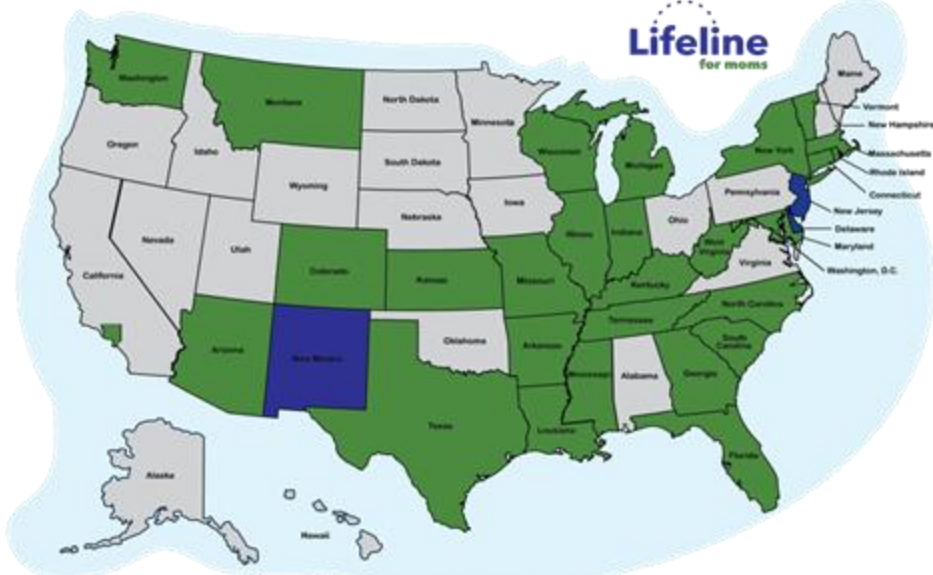 Lifeline
for moms
Washington
Montana
North Dakota
Minnesota
Maine
Vermont
New Hampshire
Oregon
Idaho
Wyoming
South Dakota
Wisconsin
Michigan
New York
Massachusetts
Rhode Island
Connecticut
Nebraska
Iowa
Pennsylvania
New Jersey
Delaware
Maryland
Washington, D.C.
California
Nevada
Utah
Colorado
Kansas
Missouri
Illinois
Indiana
Ohio
West
Virginia
Virginia
Kentucky
North Carolina
Tennessee
South
Carolina
Arizona
New Mexico
Oklahoma
Arkansas
Mississippi
Alabama
Georgia
Texas
Louisiana
Florida
Alaska
Hawaii